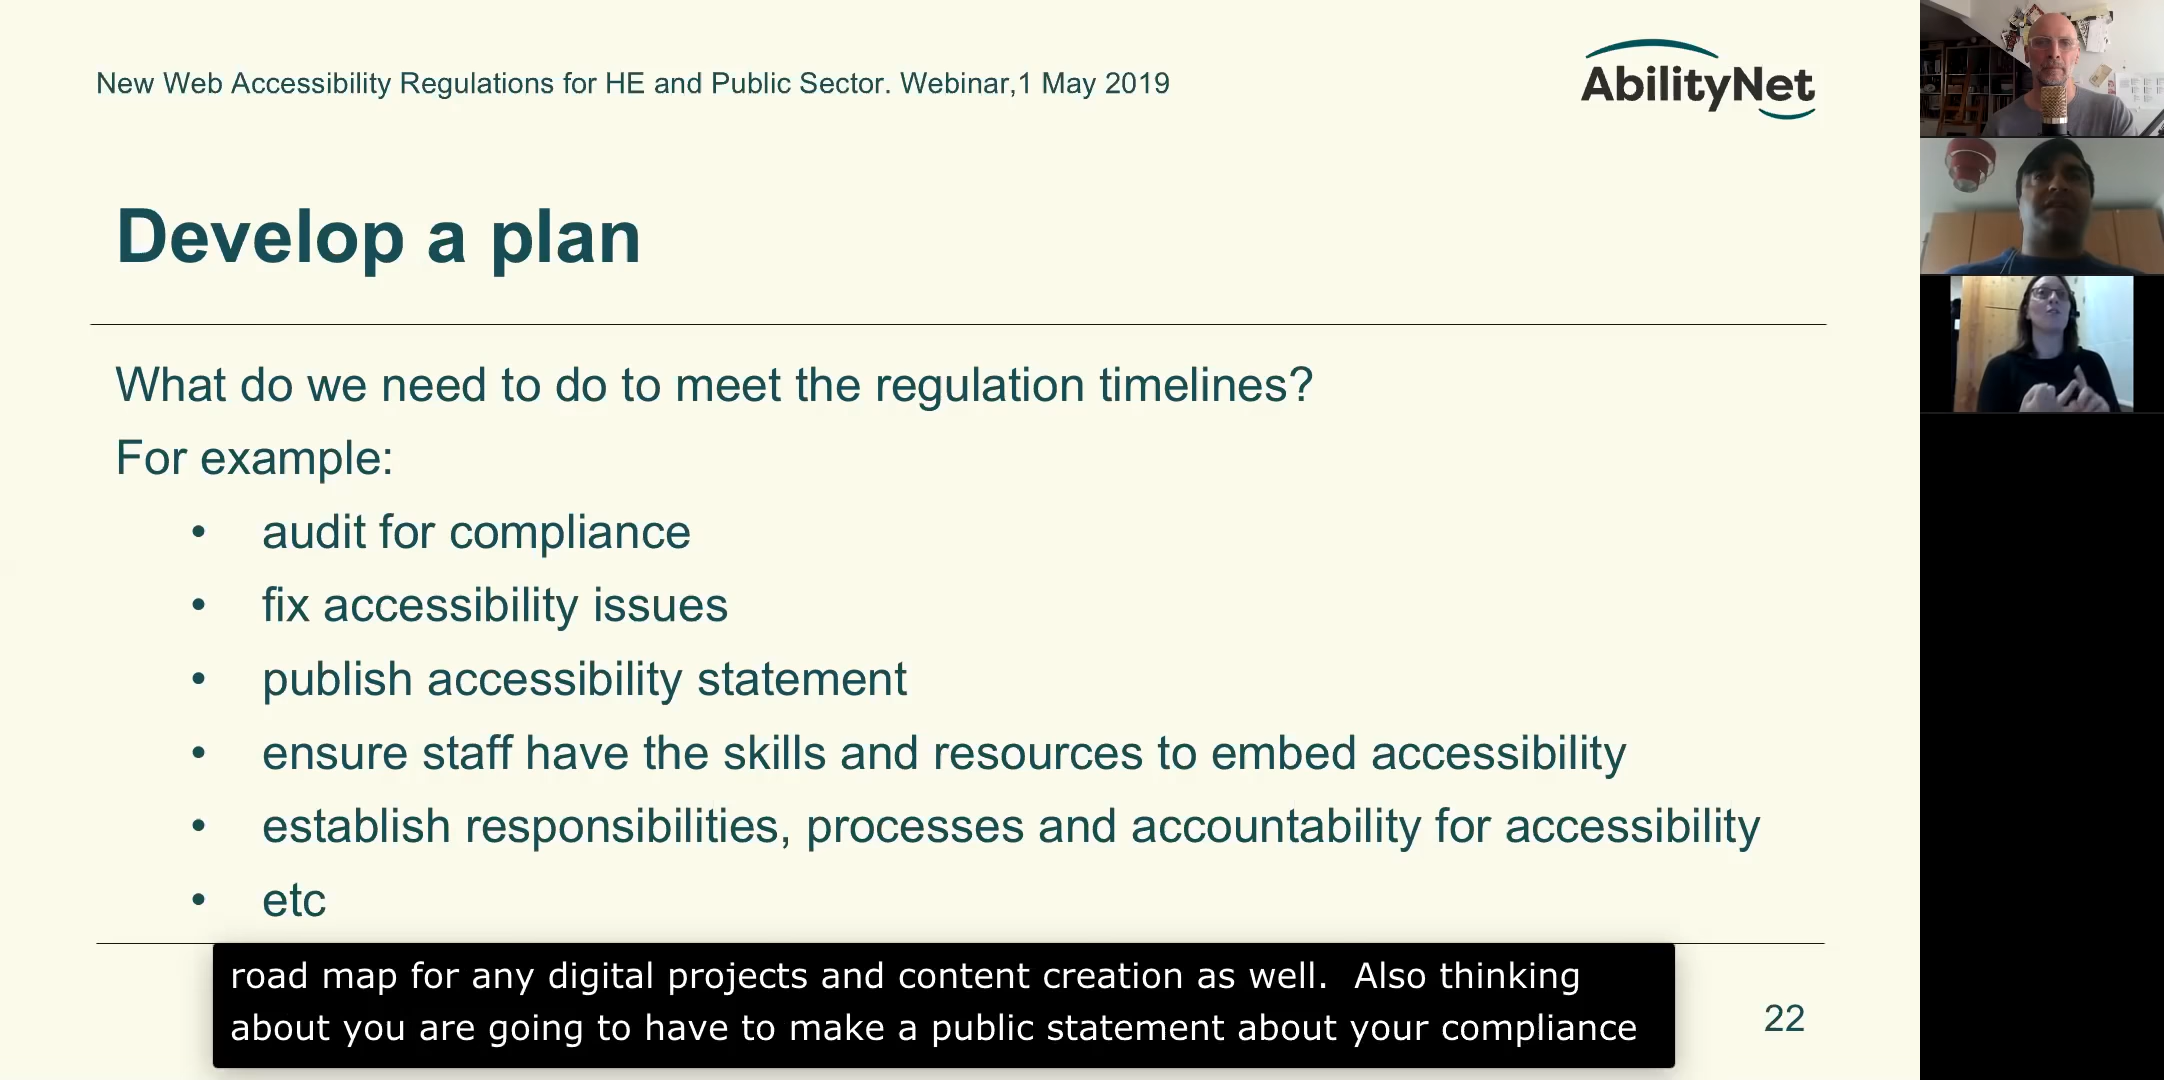 New Web Accessibility Regulations for HE and Public Sector. Webinar,1 May 2019
AbilityNet
Develop a plan
What do we need to do to meet the regulation timelines?
For example:
• audit for compliance
• fix accessibility issues
• publish accessibility statement
• ensure staff have the skills and resources to embed accessibility
• establish responsibilities, processes and accountability for accessibility
• etc
road map for any digital projects and content creation as well.  Also thinking
about you are going to have to make a public statement about your compliance
22